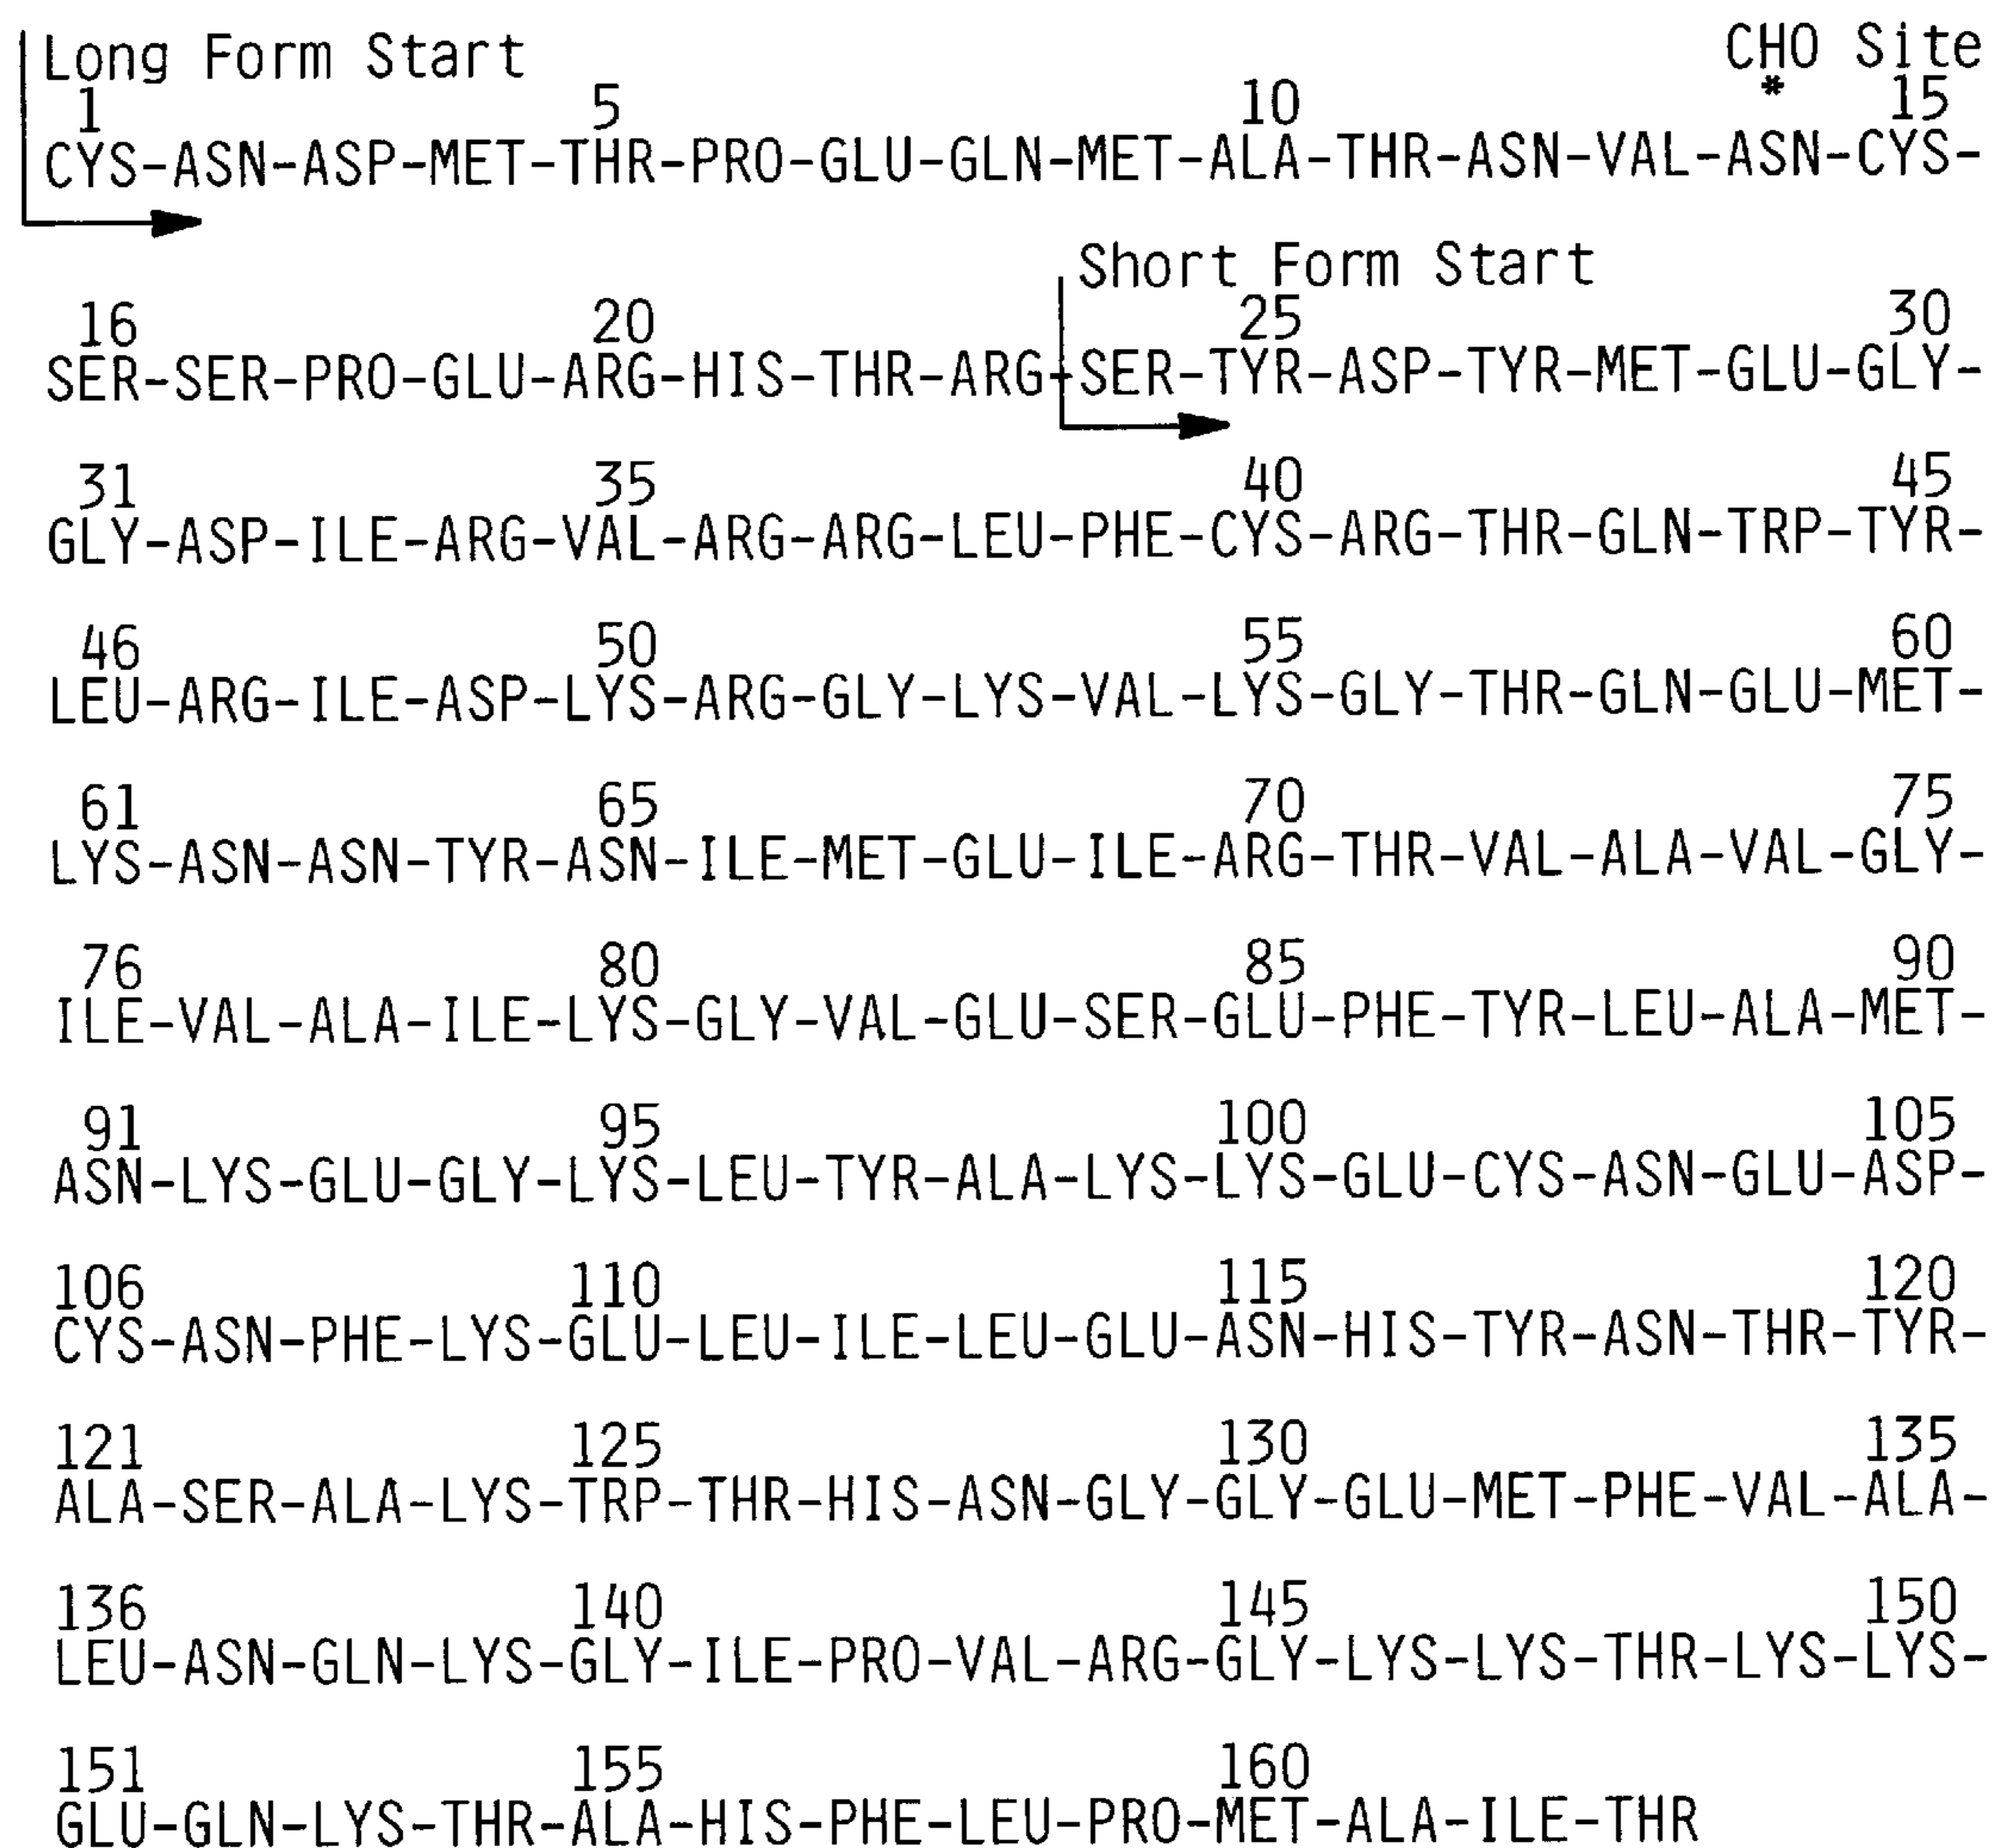 Long Form Start CHO Site
1 5 10 * 15
CYS-ASN-ASP-MET-THR-PRO-GLU-GLN-MET-ALA-THR-ASN-VAL-ASN-CYS-
Short Form Start
16 20 25 30
SER-SER-PRO-GLU-ARG-HIS-THR-ARG-SER-TYR-ASP-TYR-MET-GLU-GLY-
31 35 40 45
GLY-ASP-ILE-ARG-VAL-ARG-ARG-LEU-PHE-CYS-ARG-THR-GLN-TRP-TYR-
46 50 55 60
LEU-ARG-ILE-ASP-LYS-ARG-GLY-LYS-VAL-LYS-GLY-THR-GLN-GLU-MET-
61 65 70 75
LYS-ASN-ASN-TYR-ASN-ILE-MET-GLU-ILE-ARG-THR-VAL-ALA-VAL-GLY-
76 80 85 90
ILE-VAL-ALA-ILE-LYS-GLY-VAL-GLU-SER-GLU-PHE-TYR-LEU-ALA-MET-
91 95 100 105
ASN-LYS-GLU-GLY-LYS-LEU-TYR-ALA-LYS-LYS-GLU-CYS-ASN-GLU-ASP-
106 110 115 120
CYS-ASN-PHE-LYS-GLU-LEU-ILE-LEU-GLU-ASN-HIS-TYR-ASN-THR-TYR-
121 125 130 135
ALA-SER-ALA-LYS-TRP-THR-HIS-ASN-GLY-GLY-GLU-MET-PHE-VAL-ALA-
136 140 145 150
LEU-ASN-GLN-LYS-GLY-ILE-PRO-VAL-ARG-GLY-LYS-LYS-THR-LYS-LYS-
151 155 160
GLU-GLN-LYS-THR-ALA-HIS-PHE-LEU-PRO-MET-ALA-ILE-THR